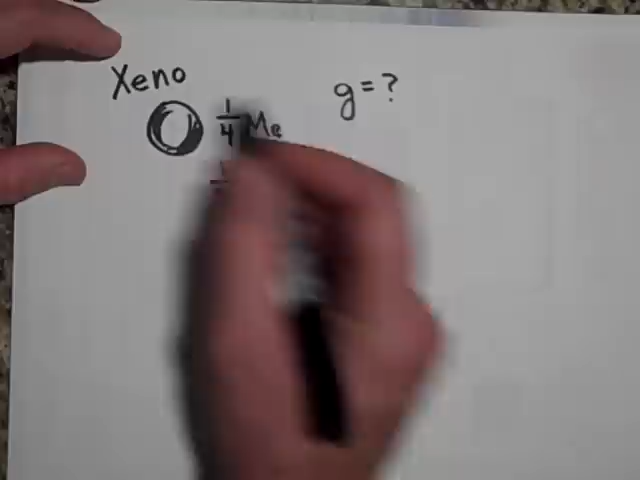 Xeno
1/4 Me
g = ?